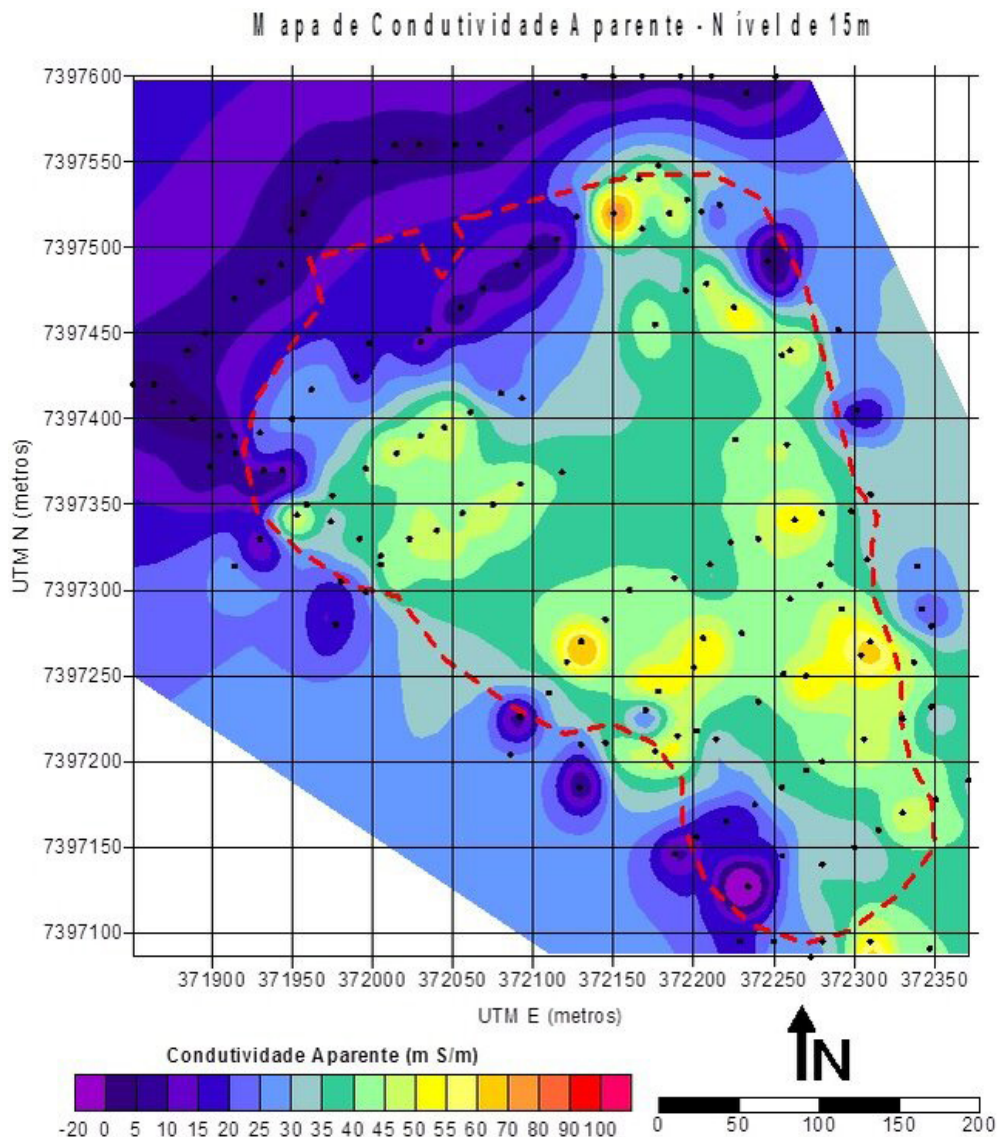 Mapa de Condutividade Aparente - Nível de 15m
7397600
7397550
7397500
7397450
7397400
7397350
7397300
7397250
7397200
7397150
7397100
UTM N (metros)
371900 371950 372000 372050 372100 372150 372200 372250 372300 372350
UTM E (metros)
Condutividade Aparente (m S/m)
-20 0 5 10 15 20 25 30 35 40 45 50 55 60 70 80 90 100
N
0 50 100 150 200